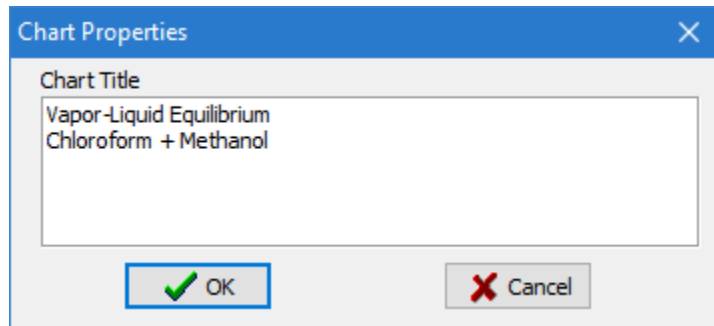 Chart Properties
Chart Title
Vapor-Liquid Equilibrium
Chloroform + Methanol
OK
Cancel